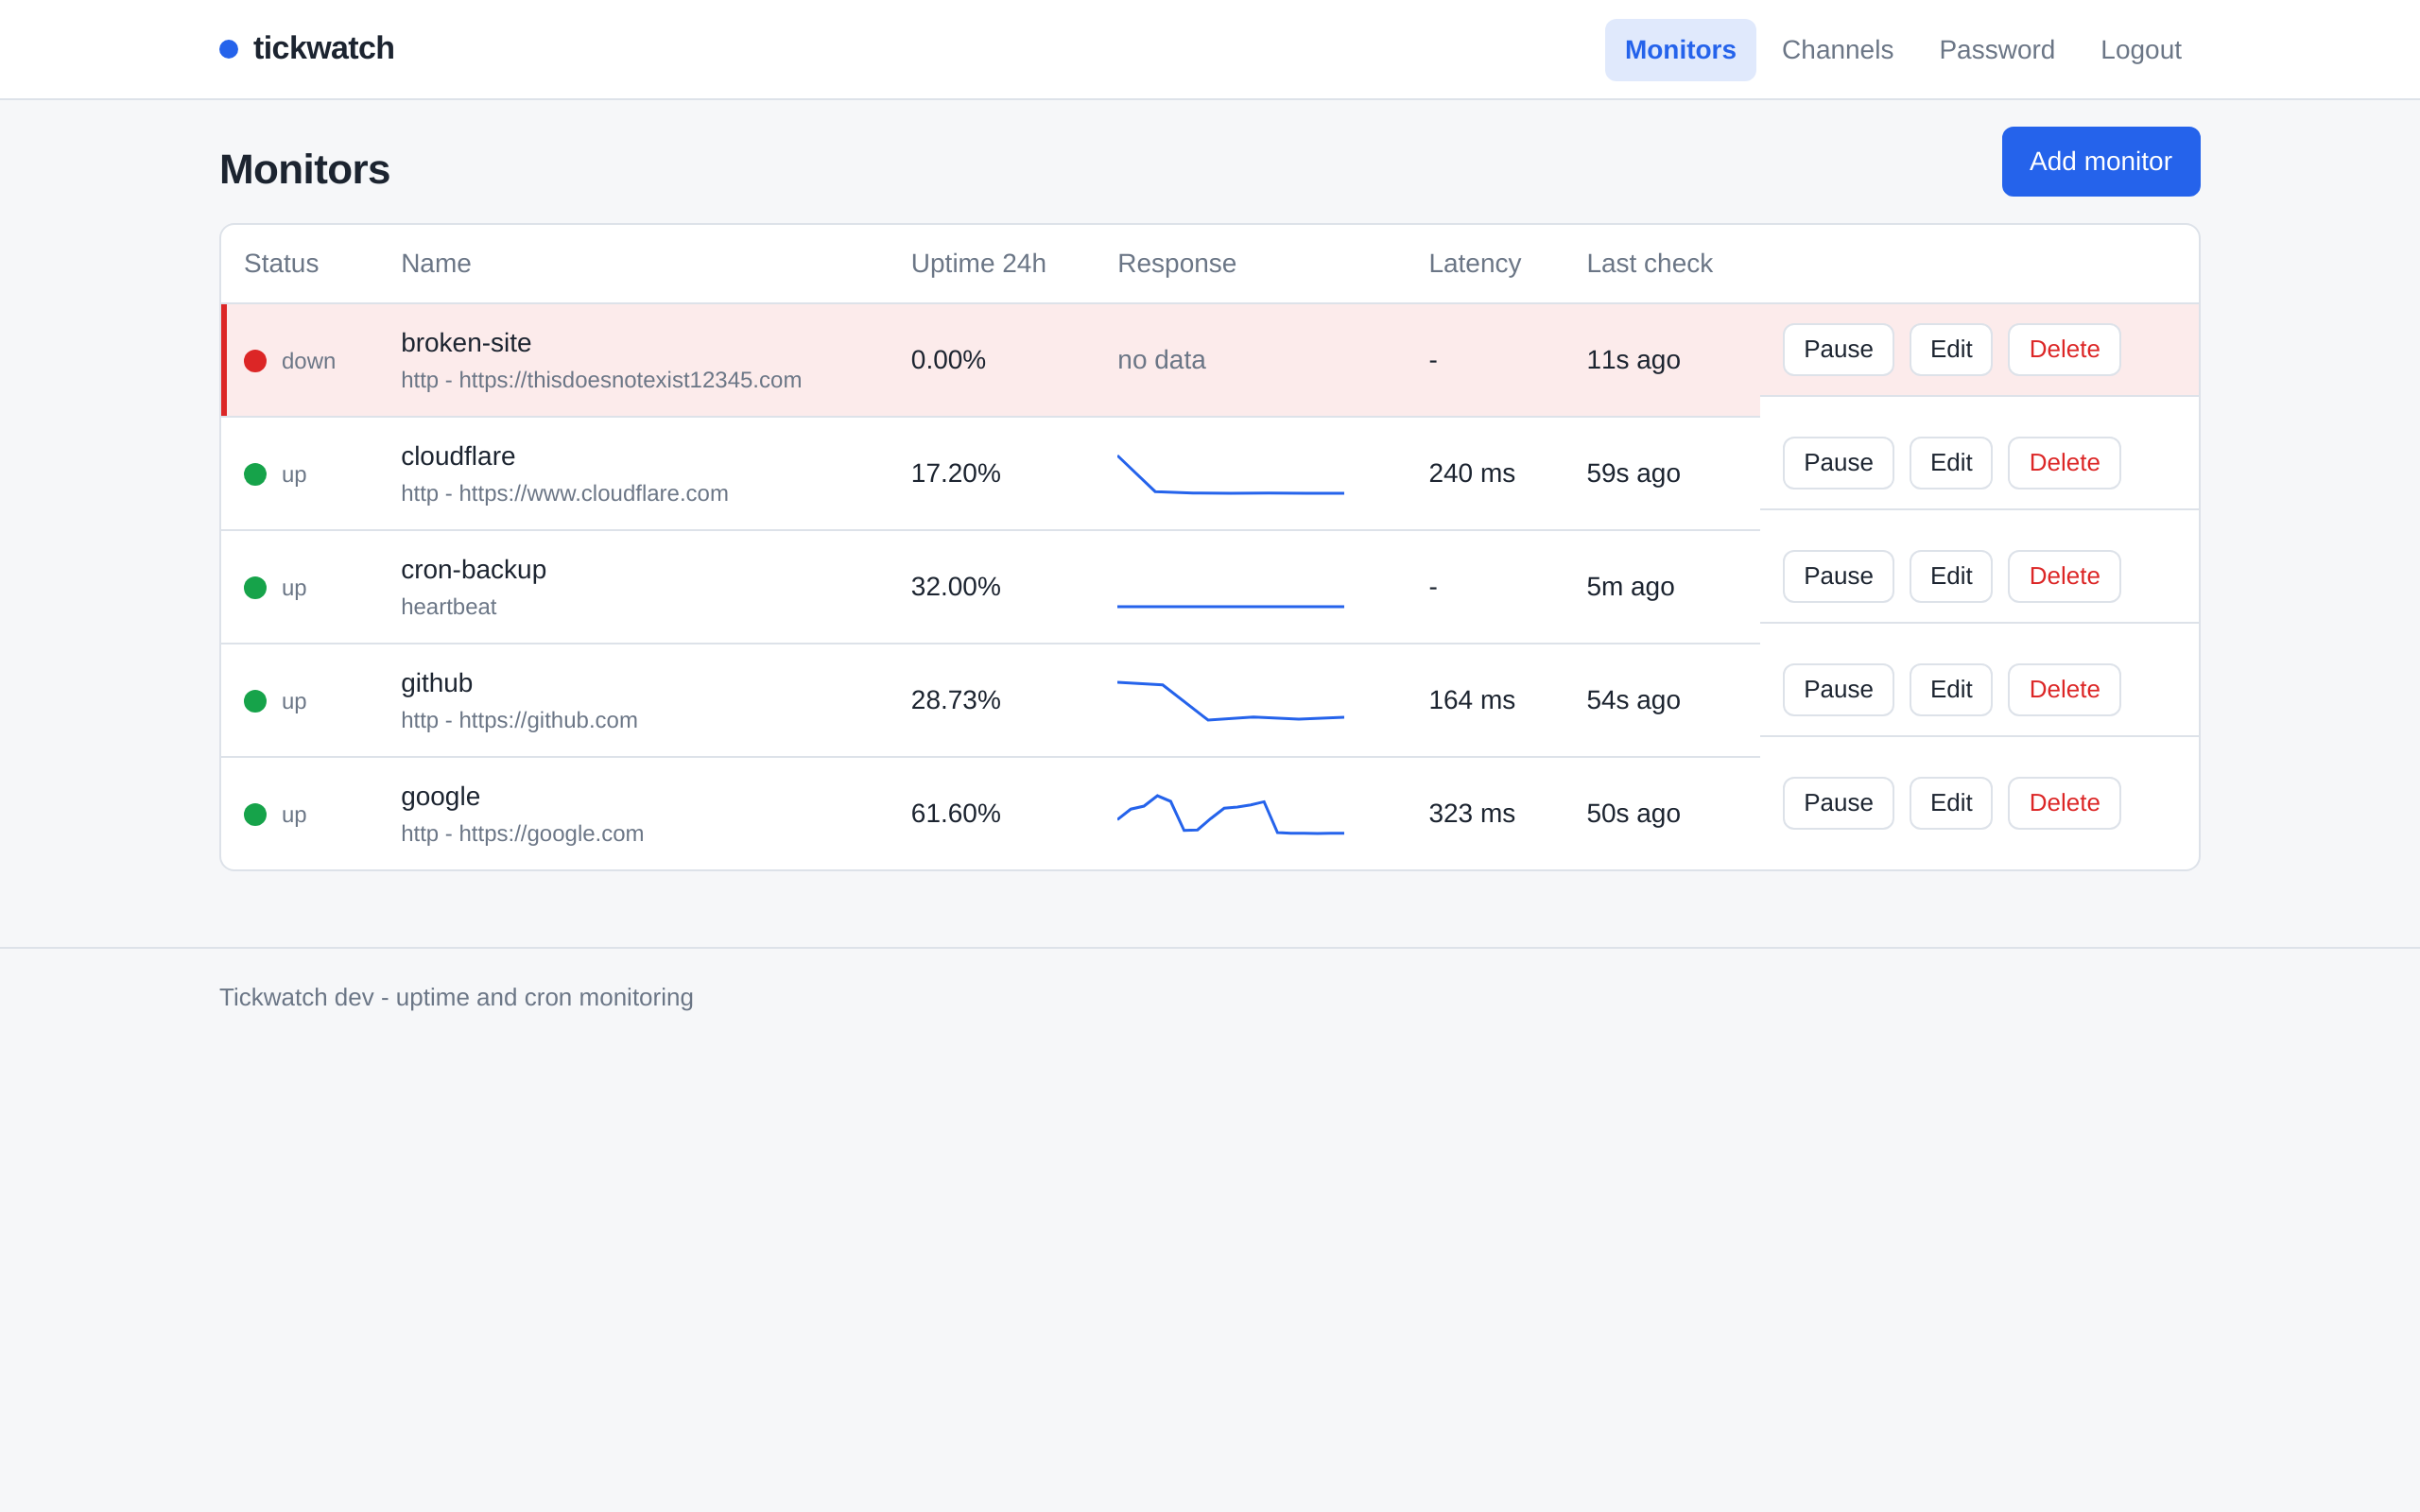 tickwatch
Monitors Channels Password Logout
Monitors
Add monitor
Status Name Uptime 24h Response Latency Last check
down broken-site 0.00% no data - 11s ago Pause Edit Delete
http - https://thisdoesnotexist12345.com
up cloudflare 17.20% 240 ms 59s ago Pause Edit Delete
http - https://www.cloudflare.com
up cron-backup 32.00% - 5m ago Pause Edit Delete
heartbeat
up github 28.73% 164 ms 54s ago Pause Edit Delete
http - https://github.com
up google 61.60% 323 ms 50s ago Pause Edit Delete
http - https://google.com
Tickwatch dev - uptime and cron monitoring